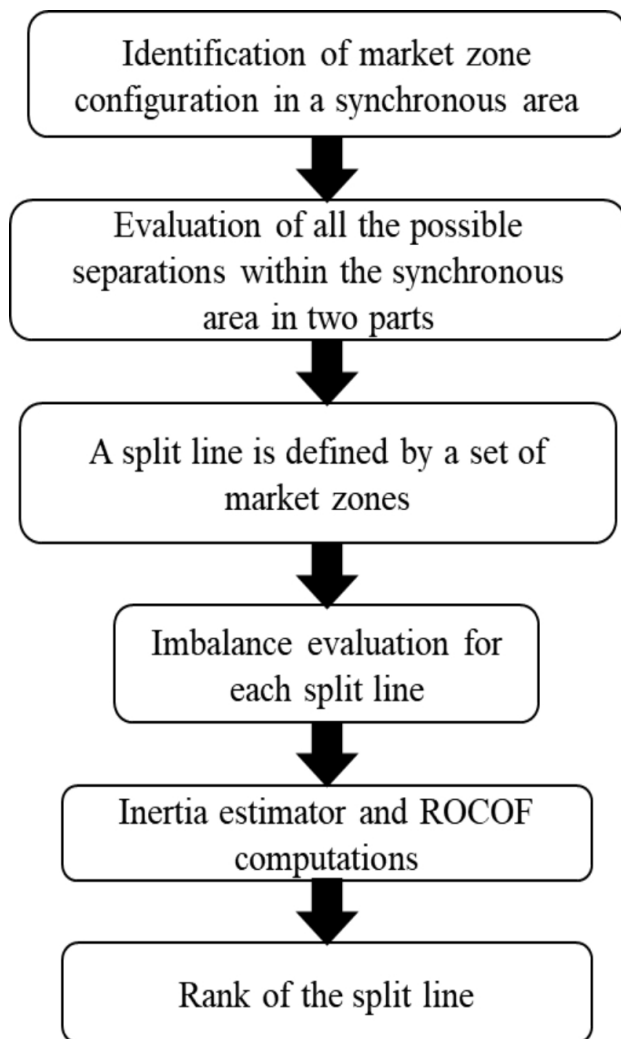 Identification of market zone
configuration in a synchronous area
Evaluation of all the possible
separations within the synchronous
area in two parts
A split line is defined by a set of
market zones
Imbalance evaluation for
each split line
Inertia estimator and ROCOF
computations
Rank of the split line